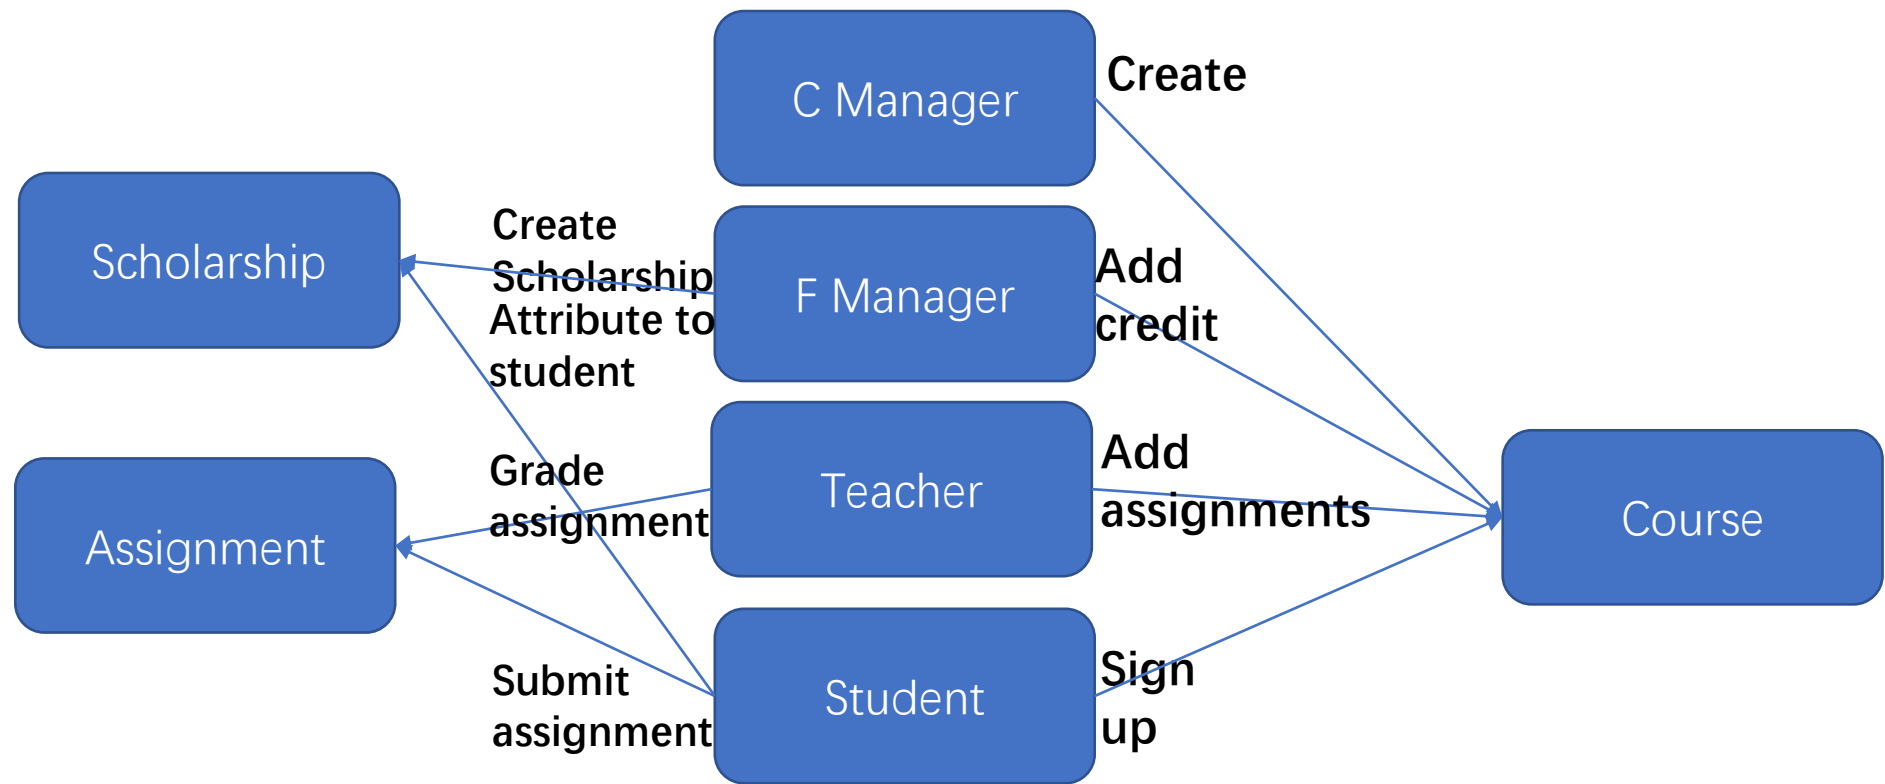 C Manager
Create
Scholarship
Create
Scholarship
Attribute to
student
F Manager
Add
credit
Assignment
Grade
assignment
Teacher
Add
assignments
Course
Submit
assignment
Student
Sign
up